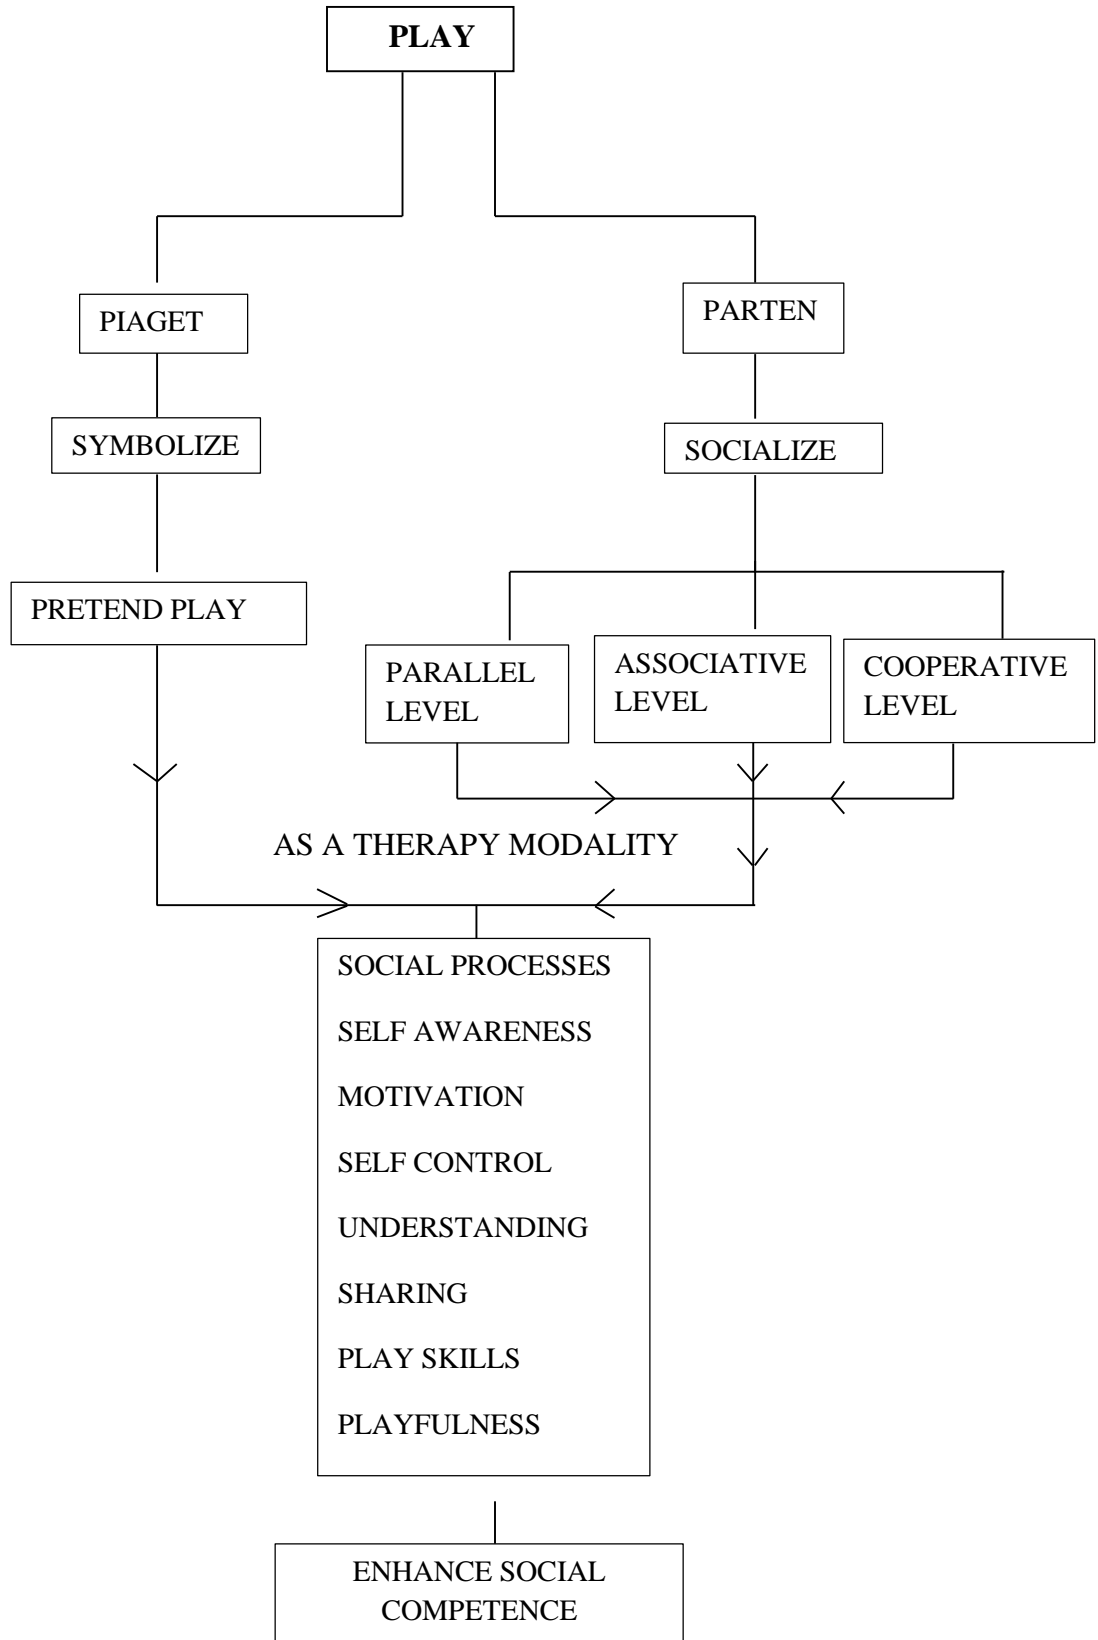 PLAY
PIAGET
PARTEN
SYMBOLIZE
SOCIALIZE
PRETEND PLAY
PARALLEL
LEVEL
ASSOCIATIVE
LEVEL
COOPERATIVE
LEVEL
AS A THERAPY MODALITY
SOCIAL PROCESSES
SELF AWARENESS
MOTIVATION
SELF CONTROL
UNDERSTANDING
SHARING
PLAY SKILLS
PLAYFULNESS
ENHANCE SOCIAL
COMPETENCE